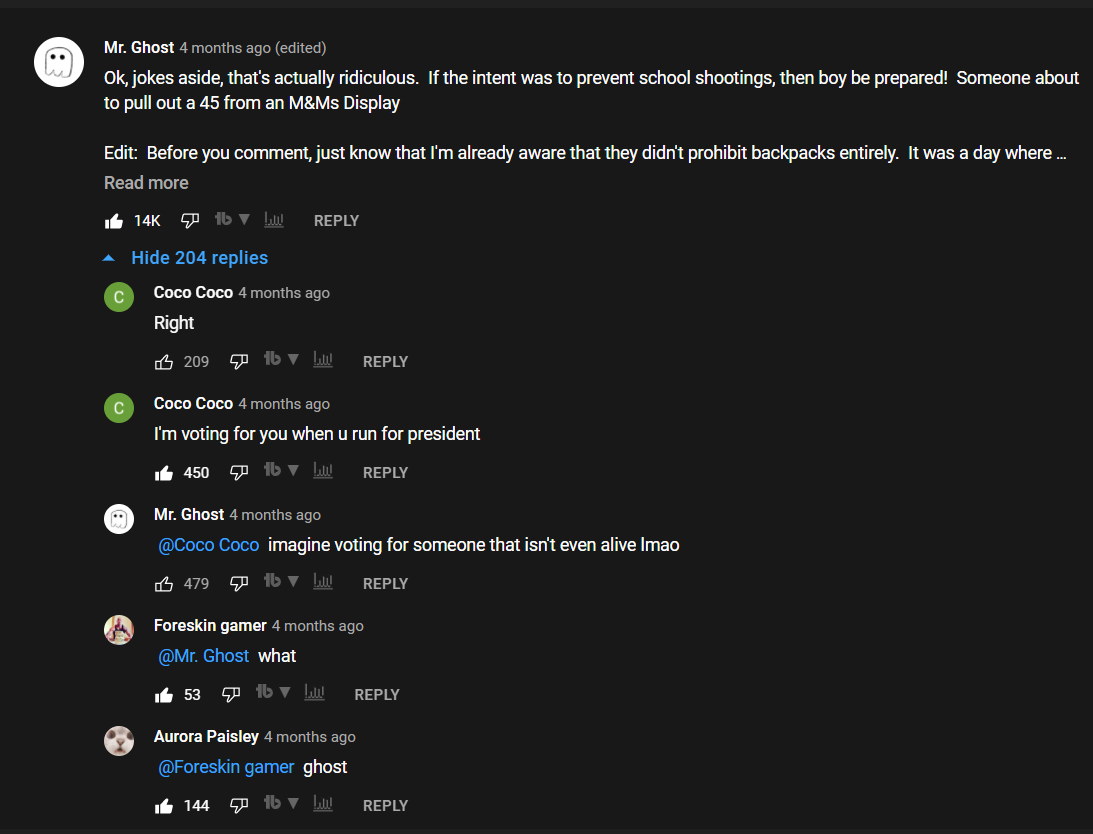 Mr. Ghost 4 months ago (edited)
Ok, jokes aside, that's actually ridiculous.  If the intent was to prevent school shootings, then boy be prepared!  Someone about
to pull out a 45 from an M&Ms Display
Edit:  Before you comment, just know that I'm already aware that they didn't prohibit backpacks entirely.  It was a day where ...
Read more
14K REPLY
Hide 204 replies
C Coco Coco 4 months ago
Right
209 REPLY
C Coco Coco 4 months ago
I'm voting for you when u run for president
450 REPLY
Mr. Ghost 4 months ago
@Coco Coco  imagine voting for someone that isn't even alive lmao
479 REPLY
Foreskin gamer 4 months ago
@Mr. Ghost  what
53 REPLY
Aurora Paisley 4 months ago
@Foreskin gamer  ghost
144 REPLY